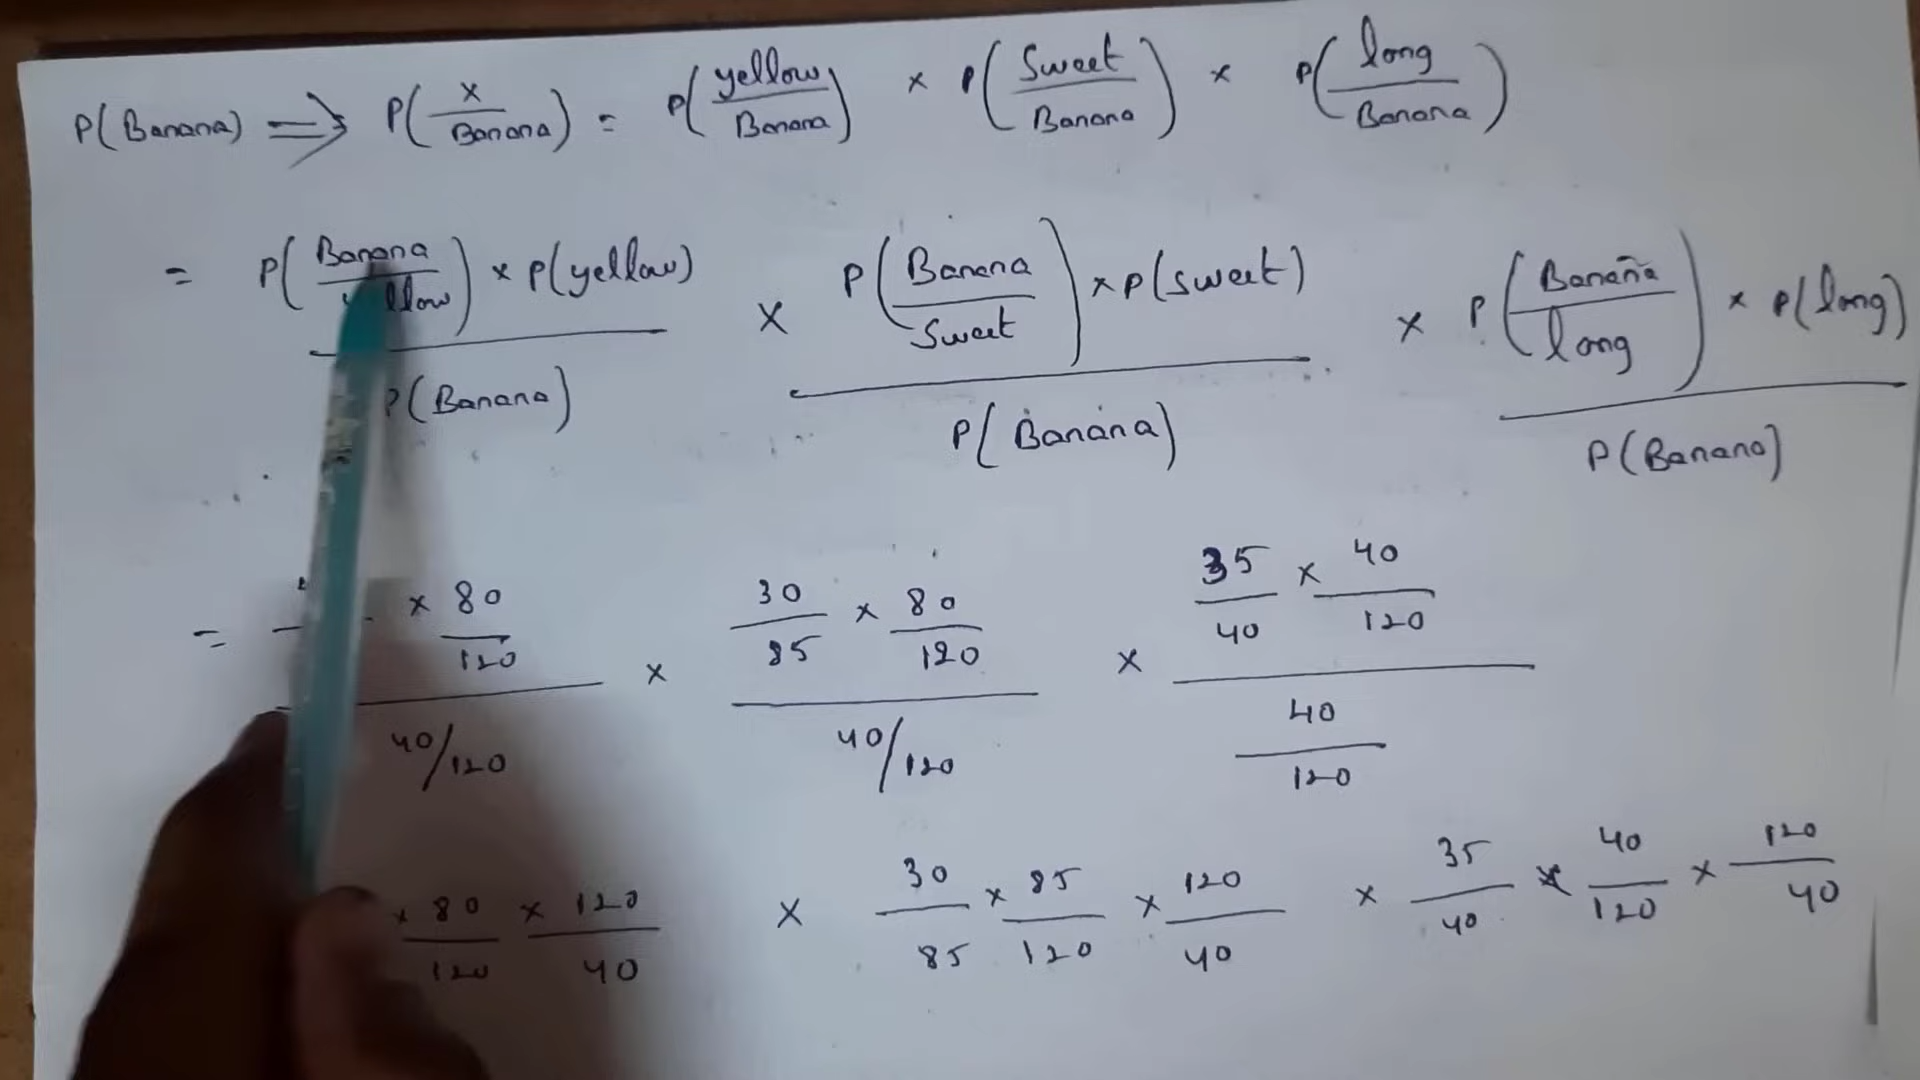 P(Banana) ⇒ P(X/Banana) = P(yellow/Banana) × P(Sweet/Banana) × P(long/Banana)
= P(Banana/yellow) × P(yellow) / P(Banana) × P(Banana/Sweet) × P(sweet) / P(Banana) × P(Banana/long) × P(long) / P(Banana)
= × 80/120 / 40/120 × 30/85 × 80/120 / 40/120 × 35/40 × 40/120 / 40/120
× 80/120 × 120/40 × 30/85 × 85/120 × 120/40 × 35/40 × 40/120 × 120/40